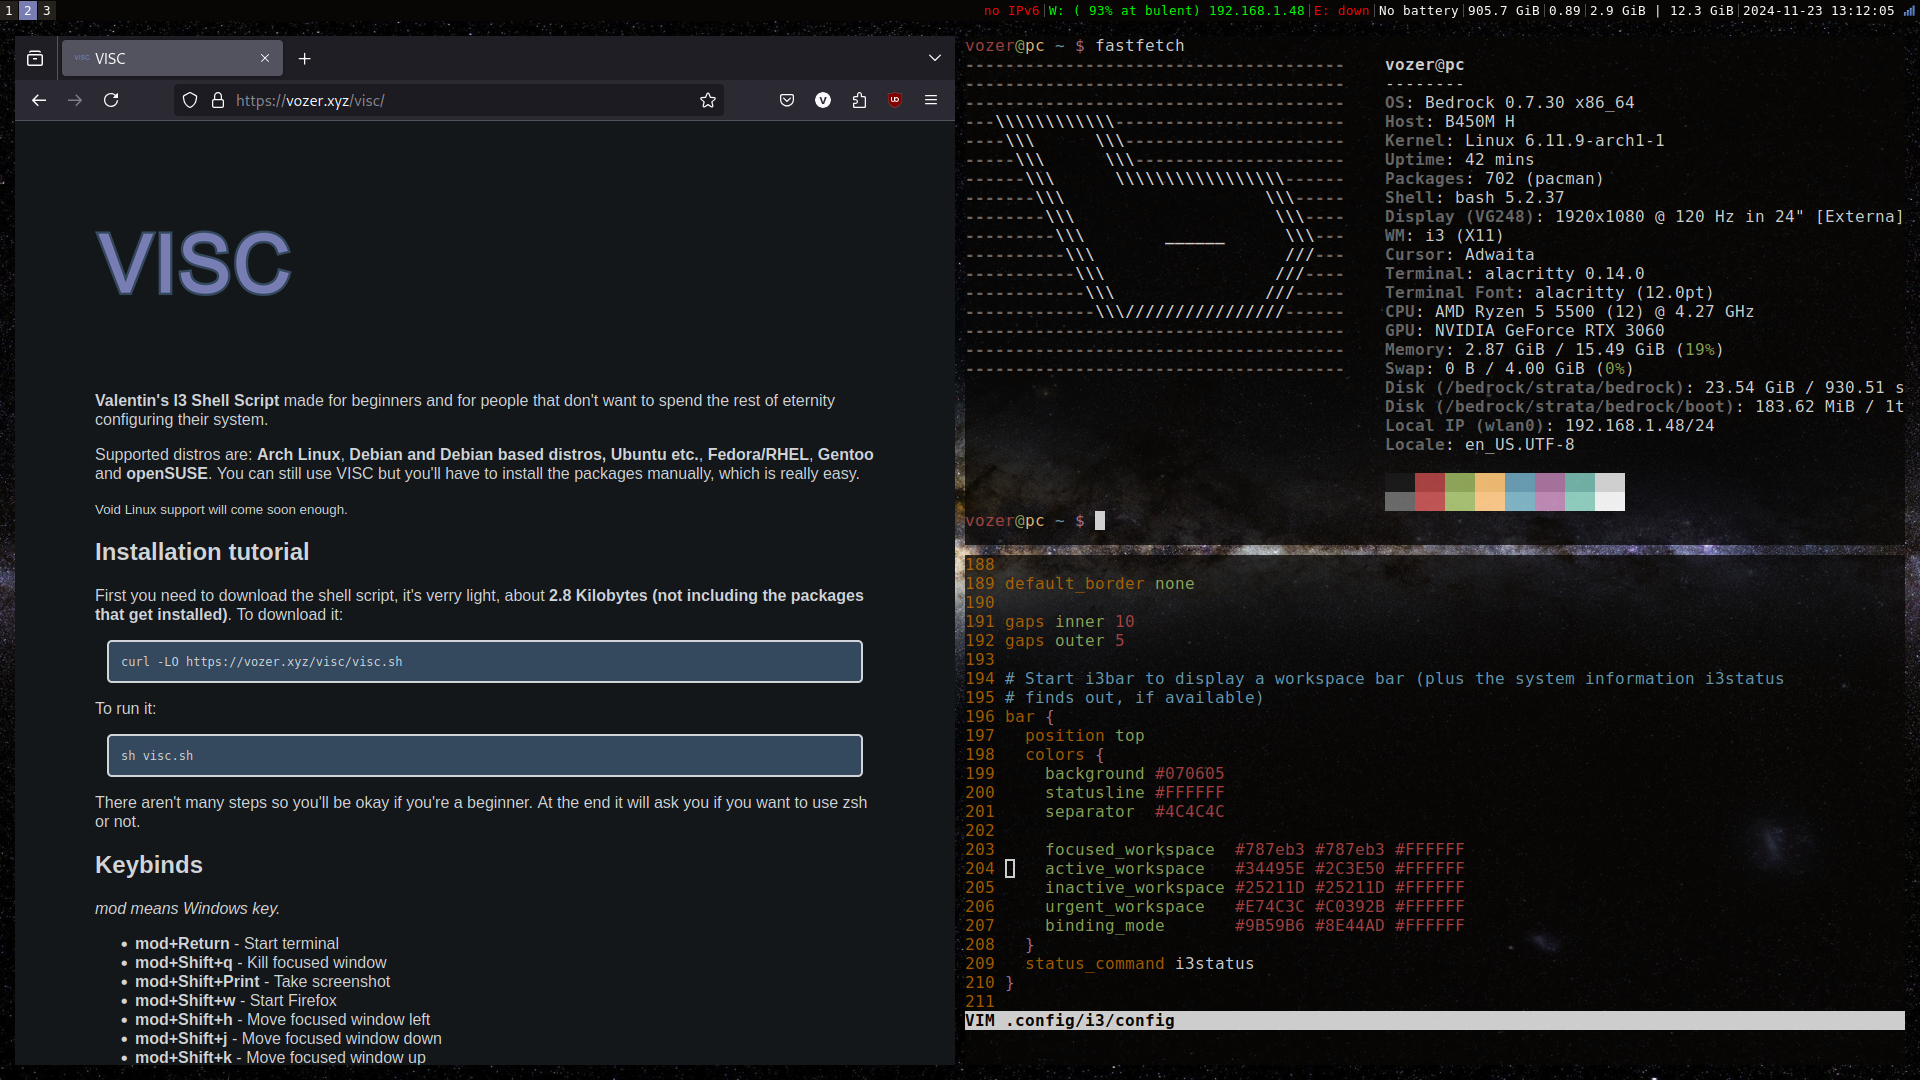 1 2 3
no IPv6|W: ( 93% at bulent) 192.168.1.48|E: down|No battery|905.7 GiB|0.89|2.9 GiB | 12.3 GiB|2024-11-23 13:12:05
VISC VISC
https://vozer.xyz/visc/
VISC
Valentin's I3 Shell Script made for beginners and for people that don't want to spend the rest of eternity
configuring their system.
Supported distros are: Arch Linux, Debian and Debian based distros, Ubuntu etc., Fedora/RHEL, Gentoo
and openSUSE. You can still use VISC but you'll have to install the packages manually, which is really easy.
Void Linux support will come soon enough.
Installation tutorial
First you need to download the shell script, it's verry light, about 2.8 Kilobytes (not including the packages
that get installed). To download it:
curl -LO https://vozer.xyz/visc/visc.sh
To run it:
sh visc.sh
There aren't many steps so you'll be okay if you're a beginner. At the end it will ask you if you want to use zsh
or not.
Keybinds
mod means Windows key.
• mod+Return - Start terminal
• mod+Shift+q - Kill focused window
• mod+Shift+Print - Take screenshot
• mod+Shift+w - Start Firefox
• mod+Shift+h - Move focused window left
• mod+Shift+j - Move focused window down
• mod+Shift+k - Move focused window up
vozer@pc ~ $ fastfetch
--------------------------------------
--------------------------------------
--------------------------------------
---\\\\\\\\\\\\-----------------------
----\\\      \\\----------------------
-----\\\      \\\---------------------
------\\\      \\\\\\\\\\\\\\\\\------
-------\\\                    \\\-----
--------\\\                    \\\----
---------\\\        ______      \\\---
----------\\\                   ///---
-----------\\\                 ///----
------------\\\               ///-----
-------------\\\////////////////------
--------------------------------------
--------------------------------------
--------------------------------------
vozer@pc
--------
OS: Bedrock 0.7.30 x86_64
Host: B450M H
Kernel: Linux 6.11.9-arch1-1
Uptime: 42 mins
Packages: 702 (pacman)
Shell: bash 5.2.37
Display (VG248): 1920x1080 @ 120 Hz in 24" [Externa]
WM: i3 (X11)
Cursor: Adwaita
Terminal: alacritty 0.14.0
Terminal Font: alacritty (12.0pt)
CPU: AMD Ryzen 5 5500 (12) @ 4.27 GHz
GPU: NVIDIA GeForce RTX 3060
Memory: 2.87 GiB / 15.49 GiB (19%)
Swap: 0 B / 4.00 GiB (0%)
Disk (/bedrock/strata/bedrock): 23.54 GiB / 930.51 s
Disk (/bedrock/strata/bedrock/boot): 183.62 MiB / 1t
Local IP (wlan0): 192.168.1.48/24
Locale: en_US.UTF-8
vozer@pc ~ $
188
189 default_border none
190
191 gaps inner 10
192 gaps outer 5
193
194 # Start i3bar to display a workspace bar (plus the system information i3status
195 # finds out, if available)
196 bar {
197   position top
198   colors {
199     background #070605
200     statusline #FFFFFF
201     separator  #4C4C4C
202
203     focused_workspace  #787eb3 #787eb3 #FFFFFF
204     active_workspace   #34495E #2C3E50 #FFFFFF
205     inactive_workspace #25211D #25211D #FFFFFF
206     urgent_workspace   #E74C3C #C0392B #FFFFFF
207     binding_mode       #9B59B6 #8E44AD #FFFFFF
208   }
209   status_command i3status
210 }
211
VIM .config/i3/config